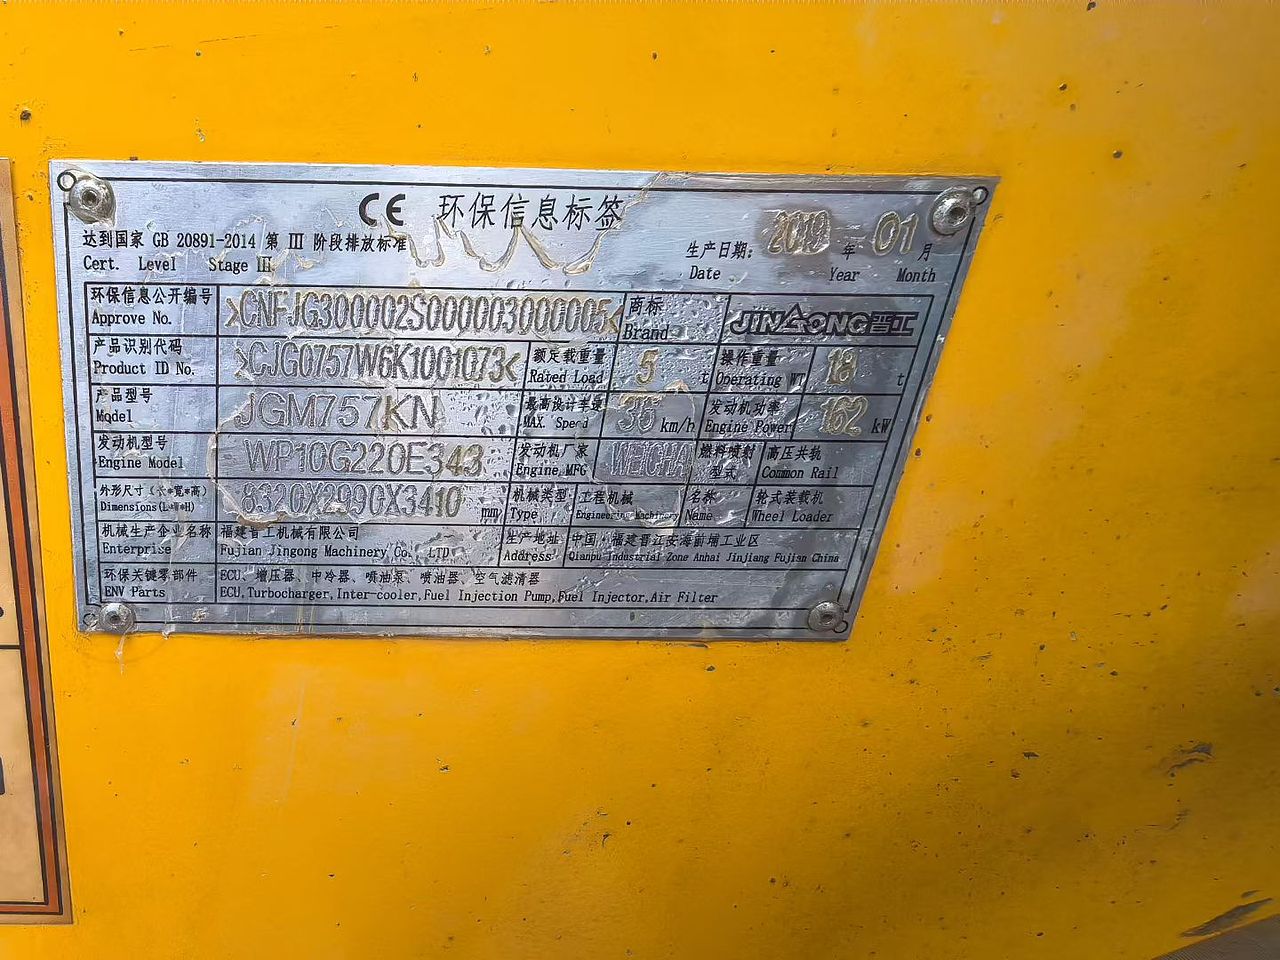 CE 环保信息标签
达到国家 GB 20891-2014 第 III 阶段排放标准
Cert. Level Stage III
生产日期: 2019 年 01 月
Date Year Month
环保信息公开编号 >CNFJG300002S000003000005< 商标 JINGONG晋工
Approve No. Brand
产品识别代码 >CJG0757W6K1001073< 额定载重量 5 t 操作重量 18 t
Product ID No. Rated Load Operating WT
产品型号 JGM757KN 最高设计车速 35 km/h 发动机功率 162 kW
Model MAX. Speed Engine Power
发动机型号 WP10G220E343 发动机厂家 WEICHAI 燃料喷射 高压共轨
Engine Model Engine MFG 型式 Common Rail
外形尺寸(长*宽*高) 8320X2990X3410 mm 机械类型 工程机械 名称 轮式装载机
Dimensions(L*W*H) Type Engineering Machinery Name Wheel Loader
机械生产企业名称 福建晋工机械有限公司 生产地址 中国·福建晋江安海前埔工业区
Enterprise Fujian Jingong Machinery Co., LTD Address Qianpu Industrial Zone Anhai Jinjiang Fujian China
环保关键零部件 ECU、增压器、中冷器、喷油泵、喷油器、空气滤清器
ENV Parts ECU,Turbocharger,Inter-cooler,Fuel Injection Pump,Fuel Injector,Air Filter